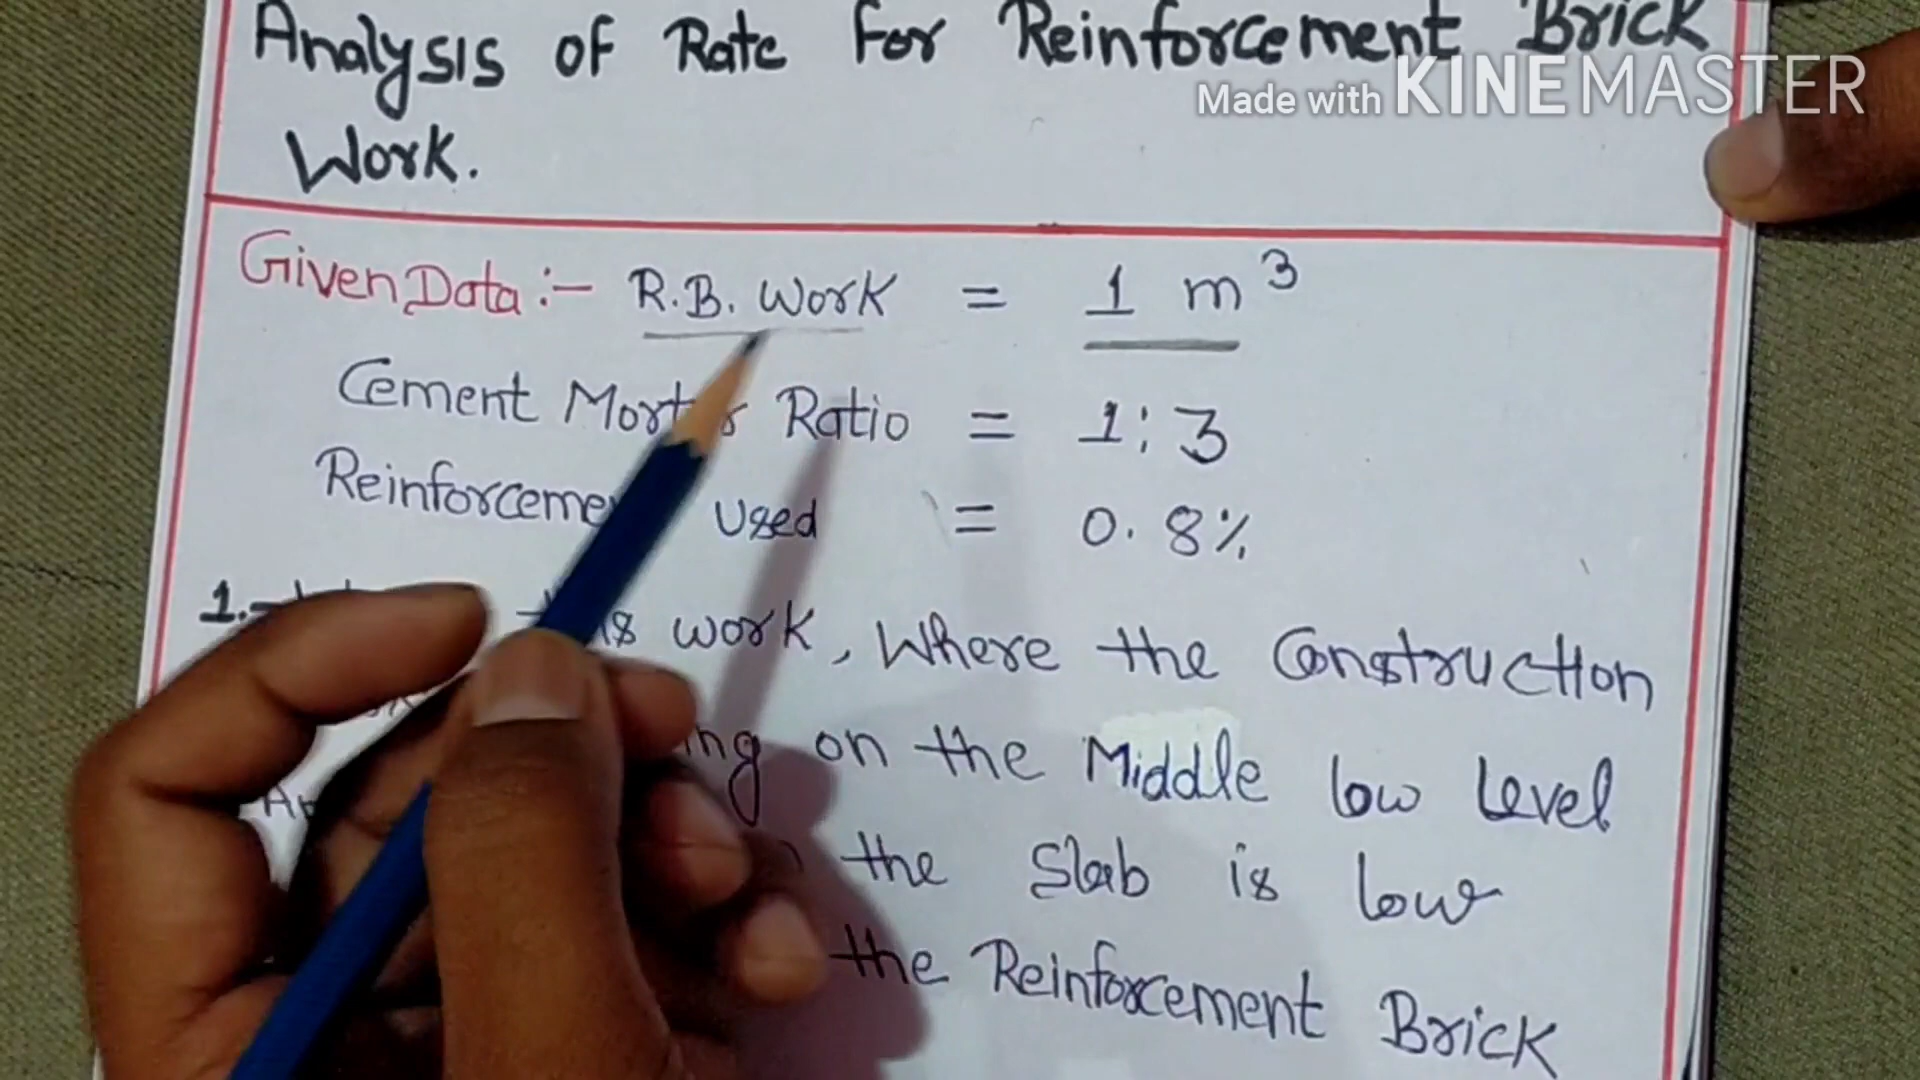 Analysis of Rate For Reinforcement Brick
Made with KINEMASTER
Work.
Given Data :- R.B. Work = 1 m³
Cement Ratio = 1:3
Used = 0.8%
1.- work, Where the Construction
on the Middle low Level
the Slab is low
the Reinforcement Brick